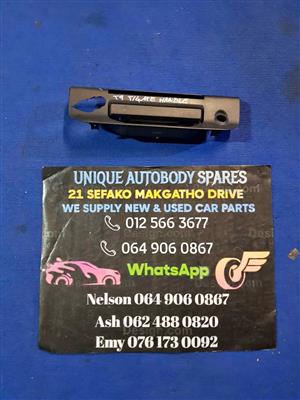 T9 T/GATE HANDLE
UNIQUE AUTOBODY SPARES
21 SEFAKO MAKGATHO DRIVE
WE SUPPLY NEW & USED CAR PARTS
012 566 3677
064 906 0867
WhatsApp
Nelson 064 906 0867
Ash 062 488 0820
Emy 076 173 0092